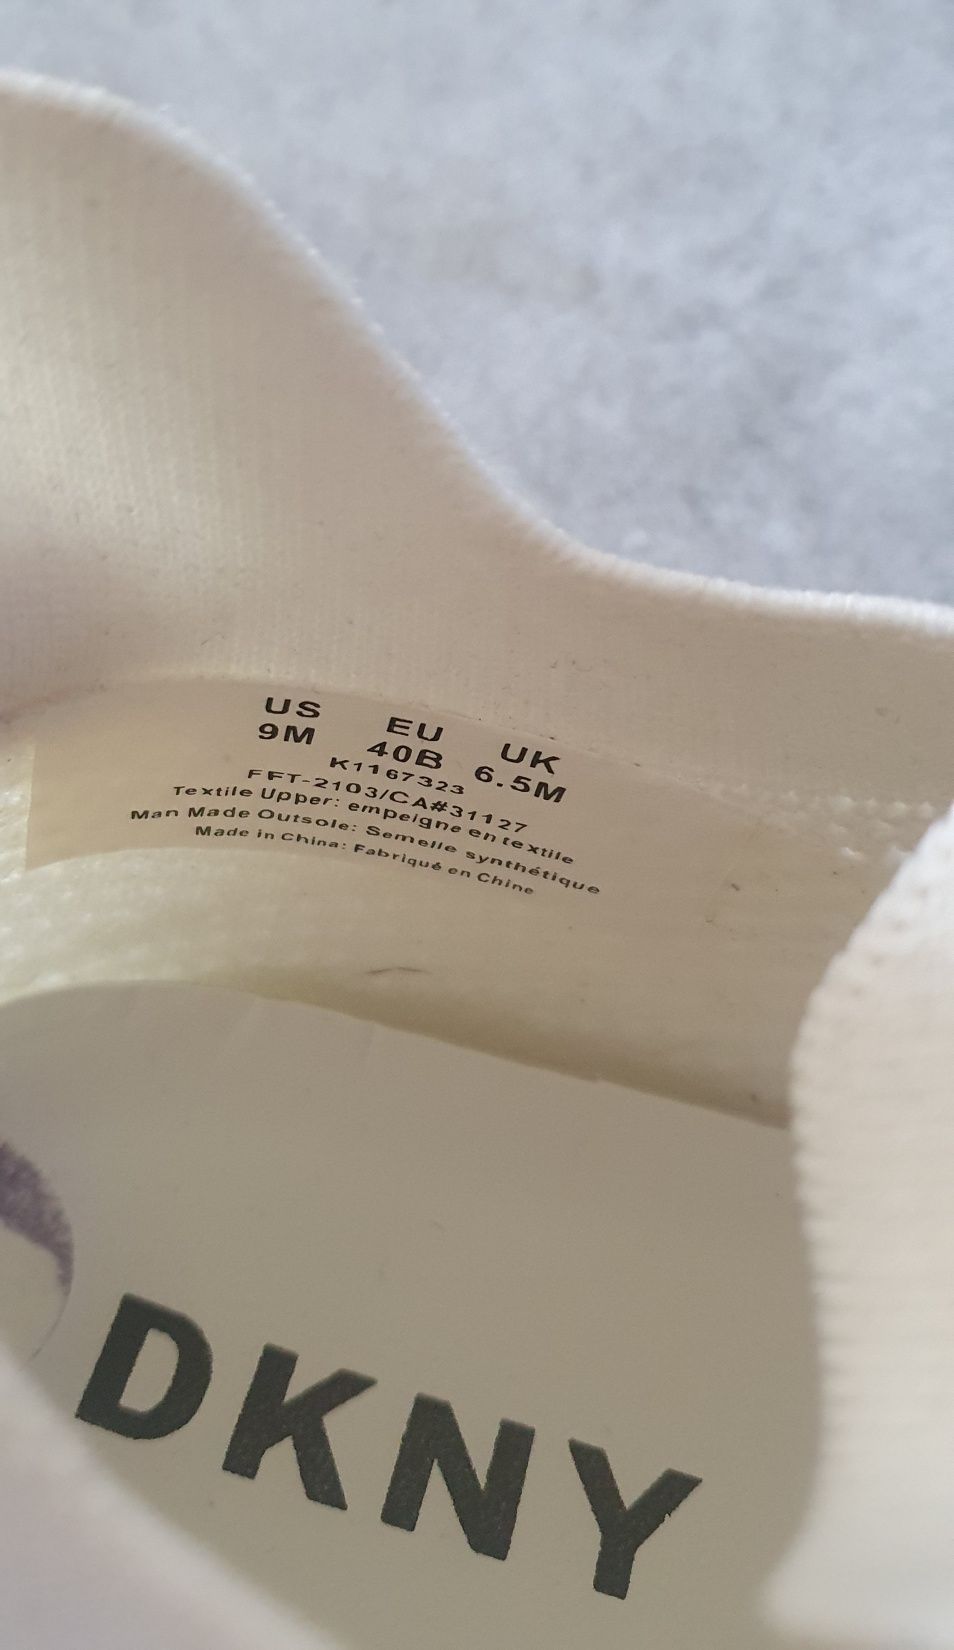 US EU UK
9M 40B 6.5M
K1167323
FFT-2103/CA#31127
Textile Upper: empeigne en textile
Man Made Outsole: Semelle synthétique
Made in China: Fabriqué en Chine
DKNY